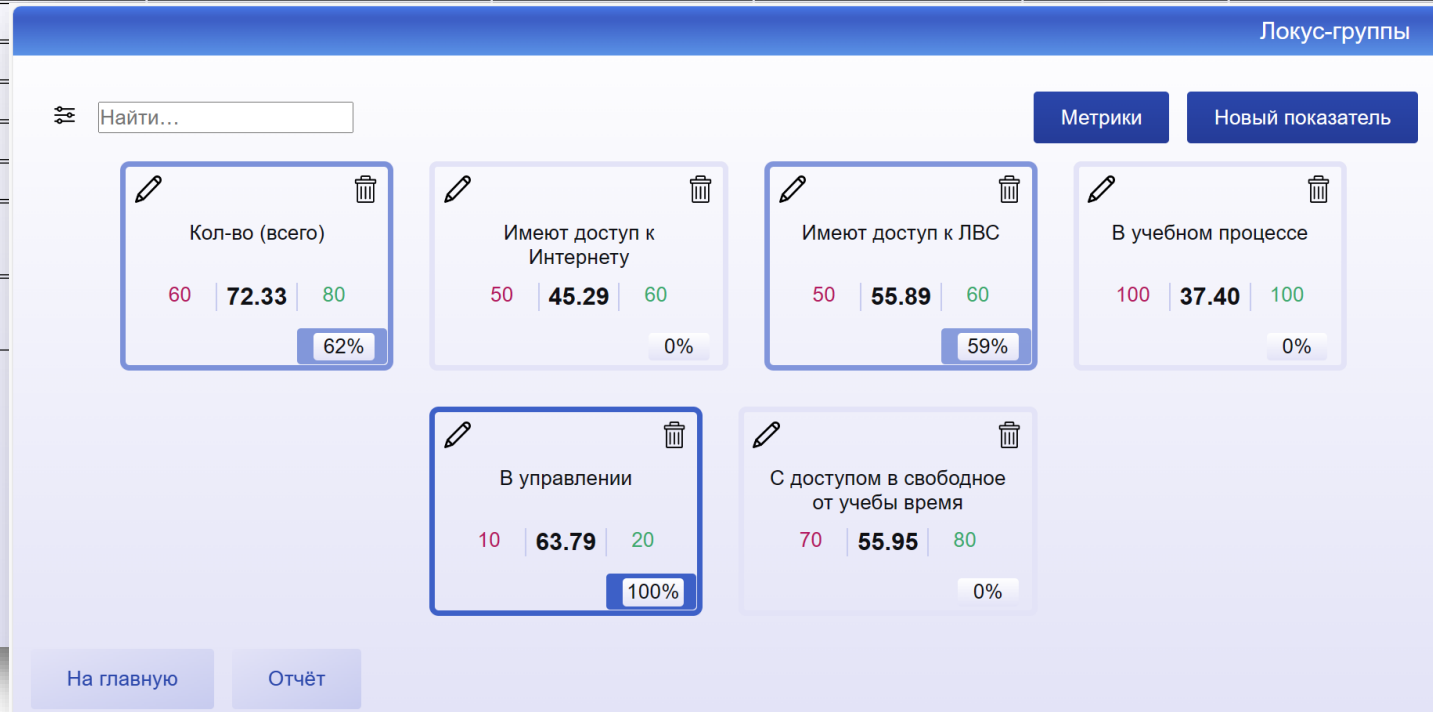 Локус-группы
Найти...
Метрики
Новый показатель
Кол-во (всего)
60 72.33 80
62%
Имеют доступ к
Интернету
50 45.29 60
0%
Имеют доступ к ЛВС
50 55.89 60
59%
В учебном процессе
100 37.40 100
0%
В управлении
10 63.79 20
100%
С доступом в свободное
от учебы время
70 55.95 80
0%
На главную
Отчёт